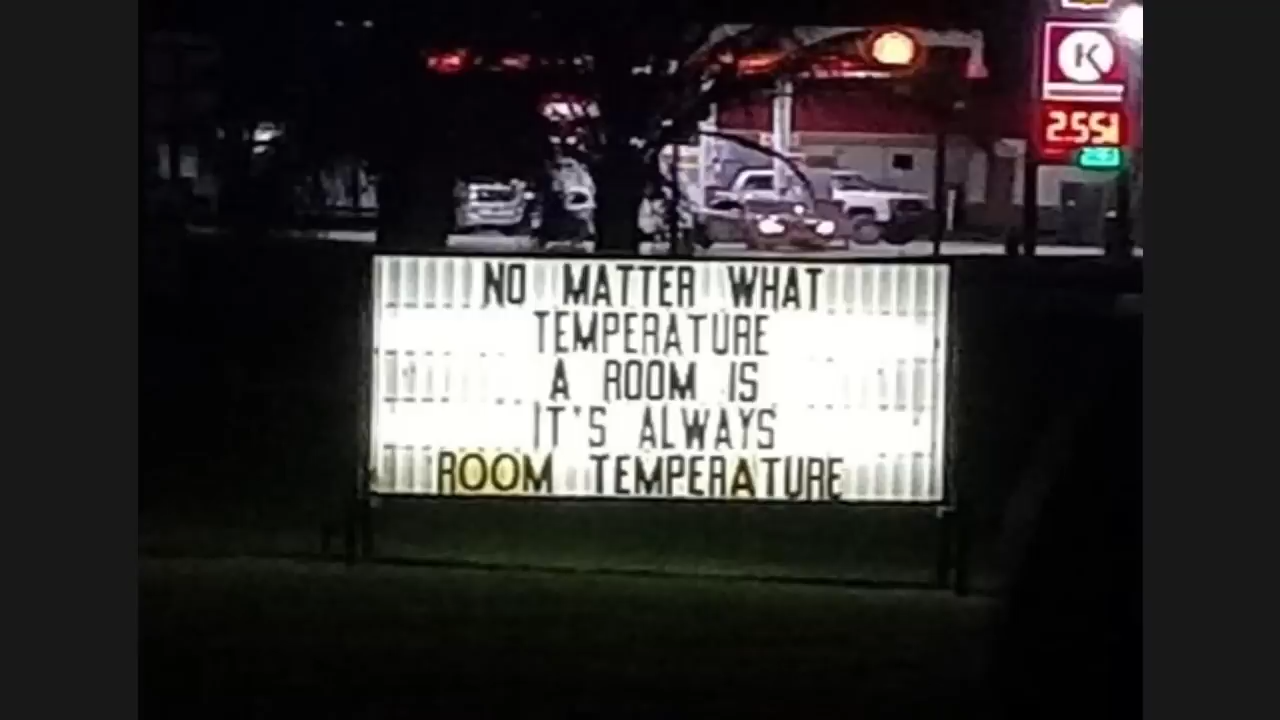 K
2.55
NO MATTER WHAT
TEMPERATURE
A ROOM IS
IT'S ALWAYS
ROOM TEMPERATURE